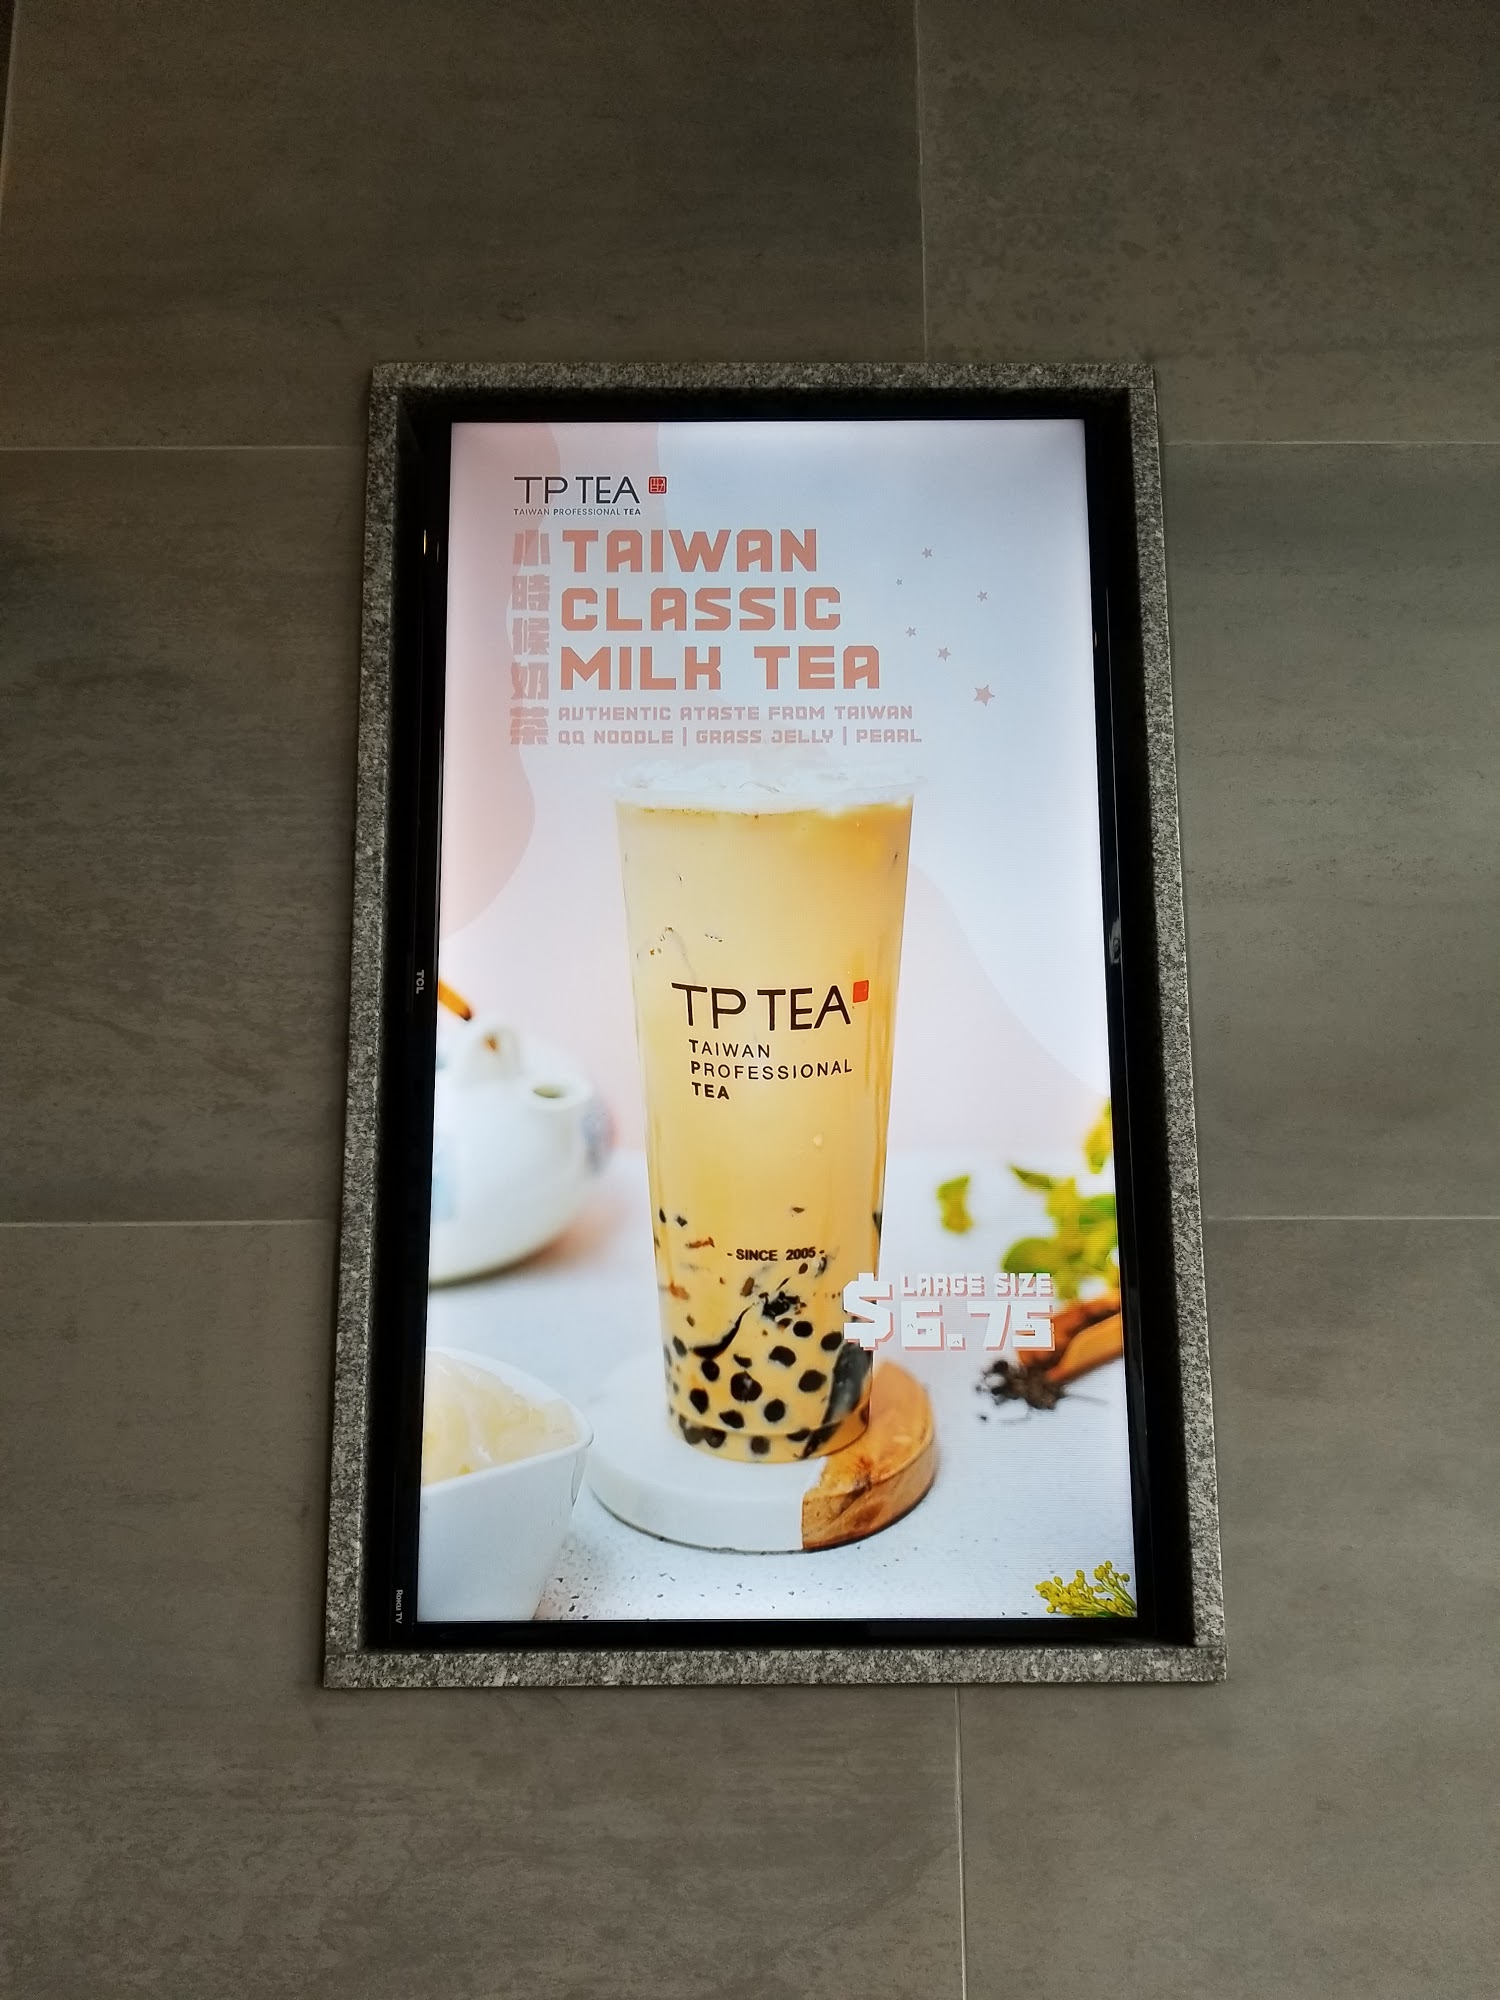 TP TEA
TAIWAN PROFESSIONAL TEA
小時候奶茶
TAIWAN
CLASSIC
MILK TEA
AUTHENTIC ATASTE FROM TAIWAN
QQ NOODLE | GRASS JELLY | PEARL
TP TEA
TAIWAN
PROFESSIONAL
TEA
- SINCE 2005 -
LARGE SIZE
$6.75
TCL
Roku TV